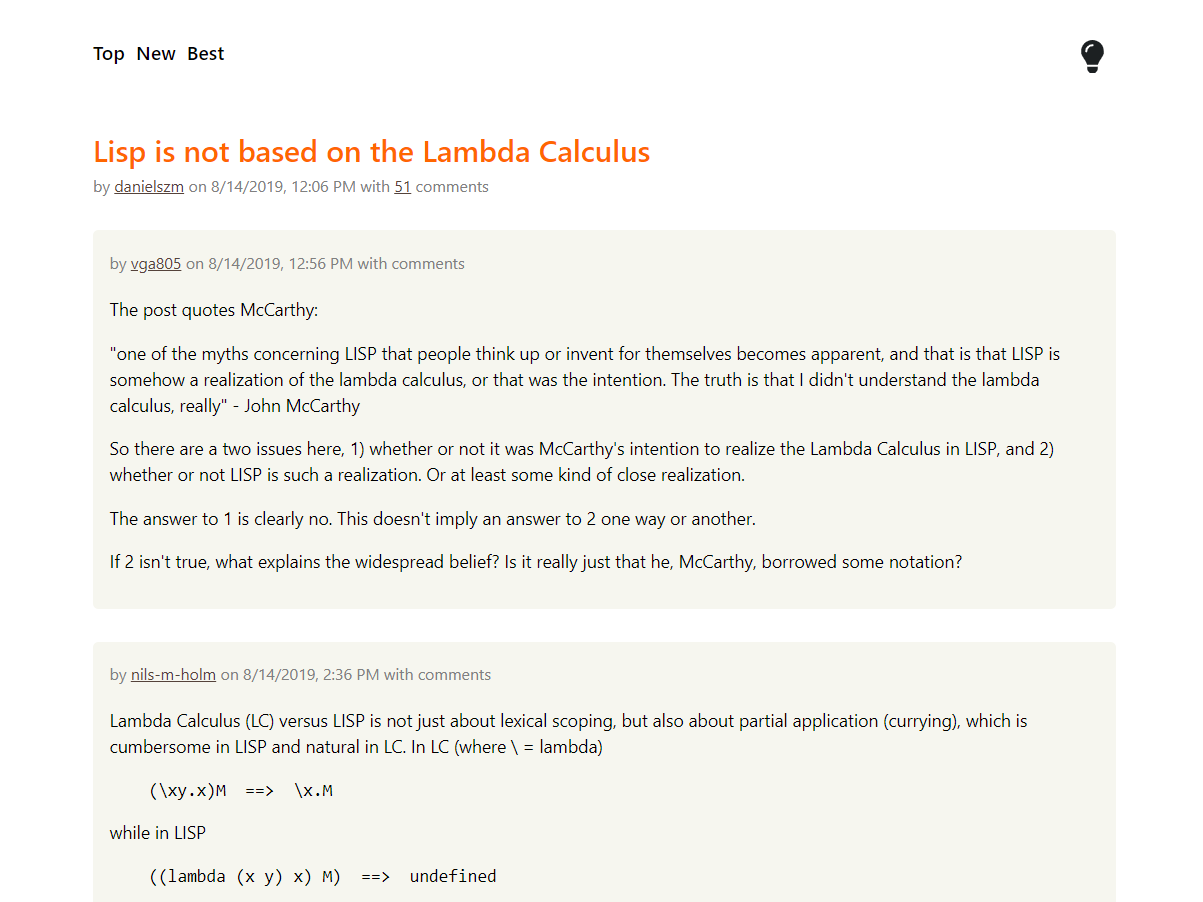 Top New Best
Lisp is not based on the Lambda Calculus
by danielszm on 8/14/2019, 12:06 PM with 51 comments
by vga805 on 8/14/2019, 12:56 PM with comments
The post quotes McCarthy:
"one of the myths concerning LISP that people think up or invent for themselves becomes apparent, and that is that LISP is
somehow a realization of the lambda calculus, or that was the intention. The truth is that I didn't understand the lambda
calculus, really" - John McCarthy
So there are a two issues here, 1) whether or not it was McCarthy's intention to realize the Lambda Calculus in LISP, and 2)
whether or not LISP is such a realization. Or at least some kind of close realization.
The answer to 1 is clearly no. This doesn't imply an answer to 2 one way or another.
If 2 isn't true, what explains the widespread belief? Is it really just that he, McCarthy, borrowed some notation?
by nils-m-holm on 8/14/2019, 2:36 PM with comments
Lambda Calculus (LC) versus LISP is not just about lexical scoping, but also about partial application (currying), which is
cumbersome in LISP and natural in LC. In LC (where \ = lambda)
(\xy.x)M ==> \x.M
while in LISP
((lambda (x y) x) M) ==> undefined